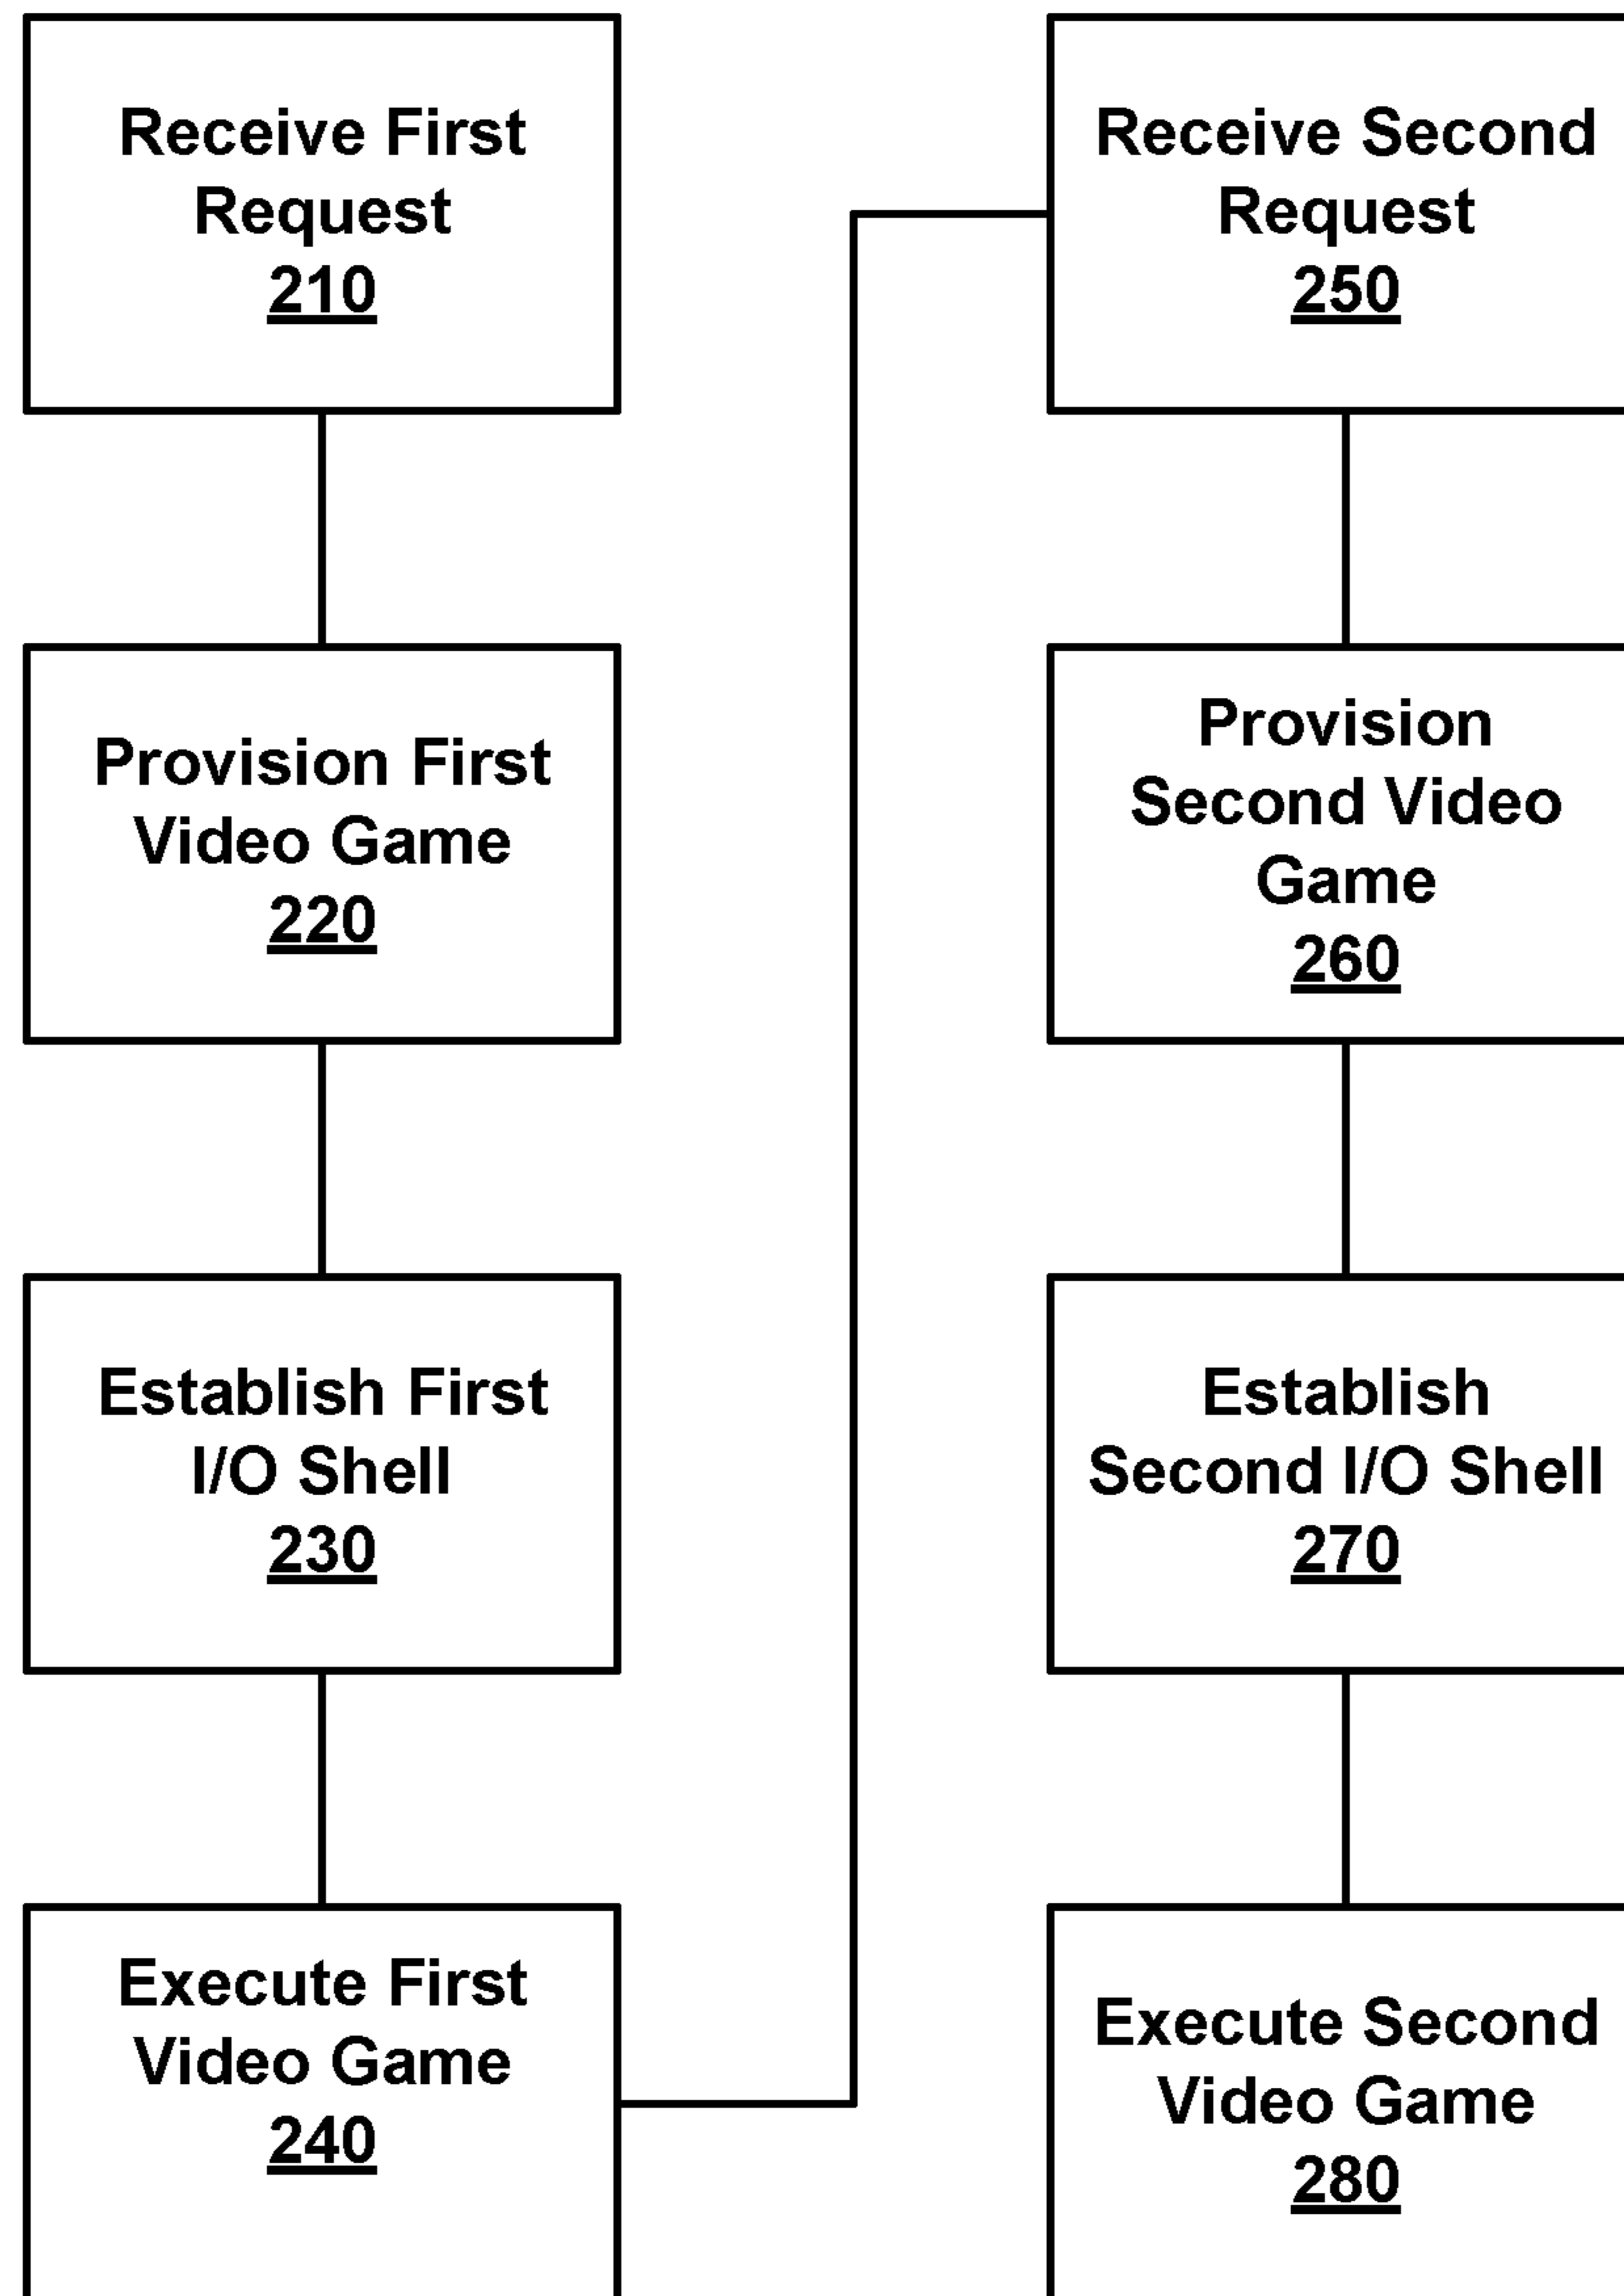 Receive First
Request
210
Provision First
Video Game
220
Establish First
I/O Shell
230
Execute First
Video Game
240
Receive Second
Request
250
Provision
Second Video
Game
260
Establish
Second I/O Shell
270
Execute Second
Video Game
280